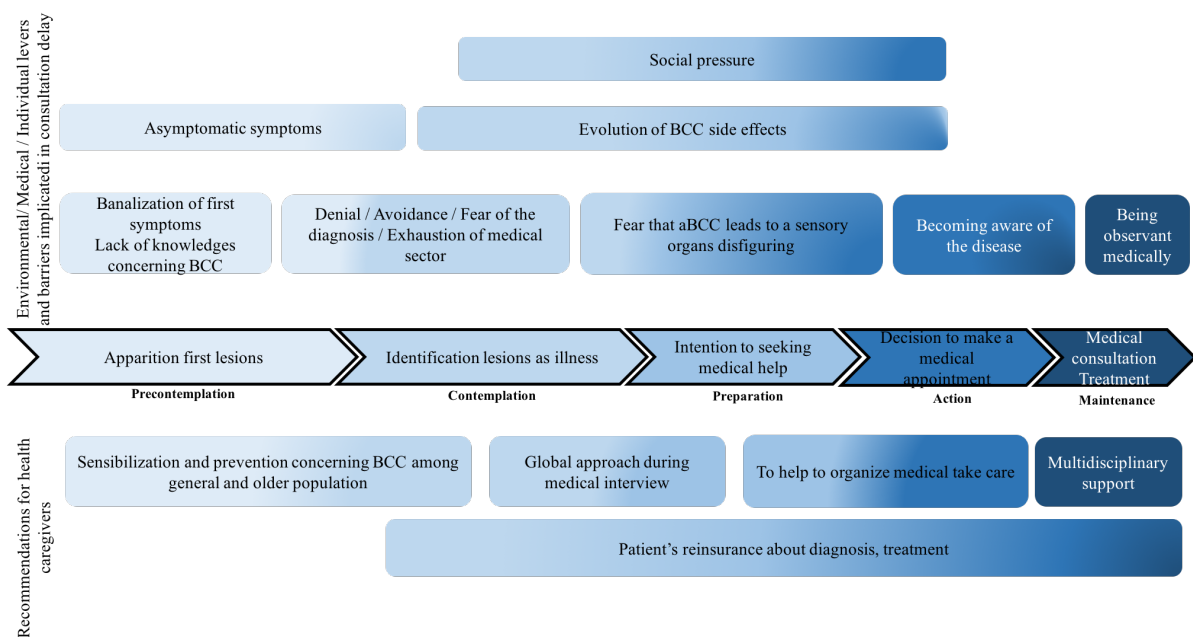 Environmental/ Medical / Individual levers
and barriers implicatedi in consultation delay
Social pressure
Asymptomatic symptoms
Evolution of BCC side effects
Banalization of first
symptoms
Lack of knowledges
concerning BCC
Denial / Avoidance / Fear of the
diagnosis / Exhaustion of medical
sector
Fear that aBCC leads to a sensory
organs disfiguring
Becoming aware of
the disease
Being
observant
medically
Apparition first lesions
Identification lesions as illness
Intention to seeking
medical help
Decision to make a
medical
appointment
Medical
consultation
Treatment
Precontemplation
Contemplation
Preparation
Action
Maintenance
Recommendations for health
caregivers
Sensibilization and prevention concerning BCC among
general and older population
Global approach during
medical interview
To help to organize medical take care
Multidisciplinary
support
Patient’s reinsurance about diagnosis, treatment